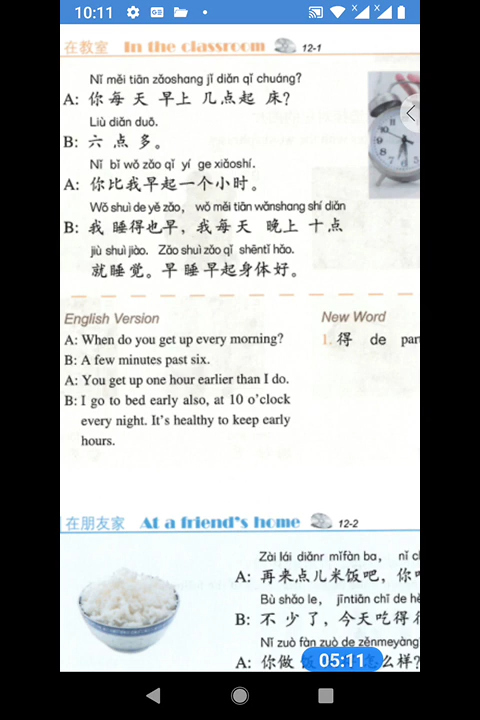 10:11
在教室 In the classroom 12-1
Nǐ měi tiān zǎoshang jǐ diǎn qǐ chuáng?
A: 你每天早上几点起床?
Liù diǎn duō.
B: 六点多。
Nǐ bǐ wǒ zǎo qǐ yí ge xiǎoshí.
A: 你比我早起一个小时。
Wǒ shuì de yě zǎo, wǒ měi tiān wǎnshang shí diǎn
B: 我睡得也早，我每天晚上十点
jiù shuì jiào. Zǎo shuì zǎo qǐ shēntǐ hǎo.
就睡觉。早睡早起身体好。
English Version
A: When do you get up every morning?
B: A few minutes past six.
A: You get up one hour earlier than I do.
B: I go to bed early also, at 10 o'clock
every night. It's healthy to keep early
hours.
New Word
1. 得 de
在朋友家 At a friend's home 12-2
Zài lái diǎnr mǐfàn ba, nǐ
A: 再来点儿米饭吧，你
Bù shǎo le, jīntiān chī de
B: 不少了，今天吃得
Nǐ zuò fàn zuò de zěnmeyàng
A: 你做饭 么样?
05:11